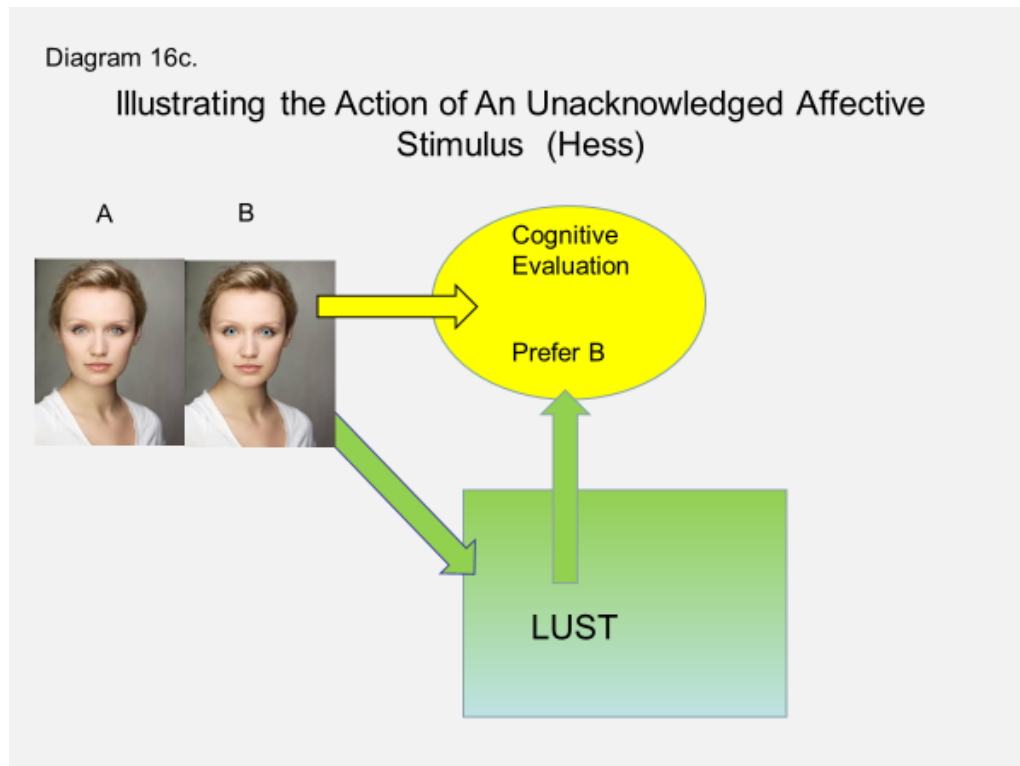 Diagram 16c.
Illustrating the Action of An Unacknowledged Affective
Stimulus (Hess)
A B
Cognitive
Evaluation
Prefer B
LUST